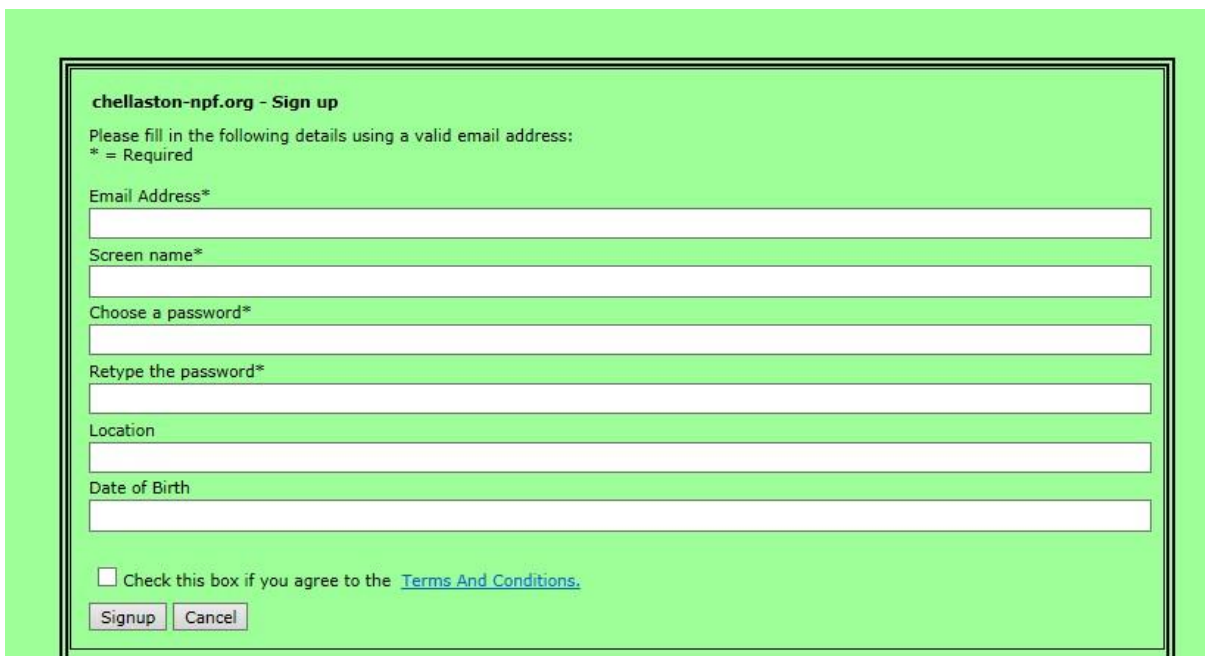 chellaston-npf.org - Sign up
Please fill in the following details using a valid email address:
* = Required
Email Address*
Screen name*
Choose a password*
Retype the password*
Location
Date of Birth
Check this box if you agree to the Terms And Conditions.
Signup Cancel